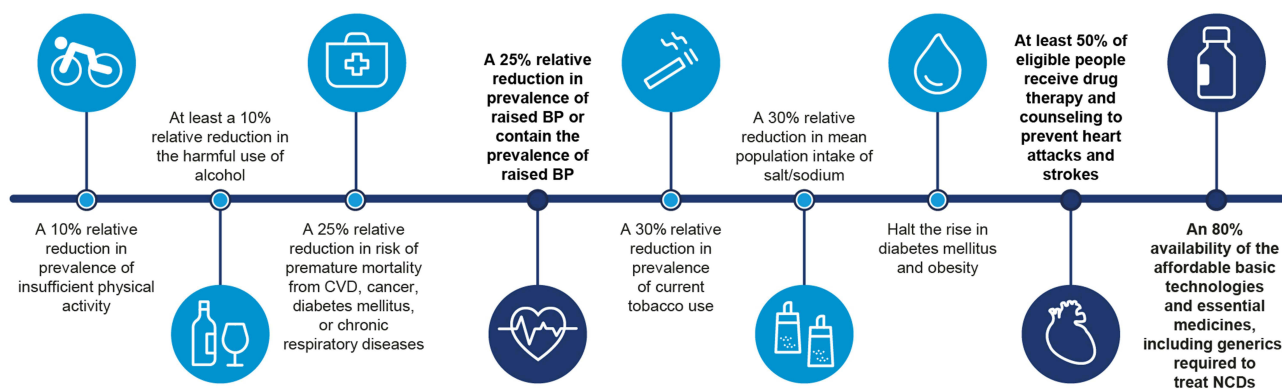 A 10% relative
reduction in
prevalence of
insufficient physical
activity
At least a 10%
relative reduction in
the harmful use of
alcohol
A 25% relative
reduction in risk of
premature mortality
from CVD, cancer,
diabetes mellitus,
or chronic
respiratory diseases
A 25% relative
reduction in
prevalence of
raised BP or
contain the
prevalence of
raised BP
A 30% relative
reduction in
prevalence
of current
tobacco use
A 30% relative
reduction in mean
population intake of
salt/sodium
Halt the rise in
diabetes mellitus
and obesity
At least 50% of
eligible people
receive drug
therapy and
counseling to
prevent heart
attacks and
strokes
An 80%
availability of the
affordable basic
technologies
and essential
medicines,
including generics
required to
treat NCDs